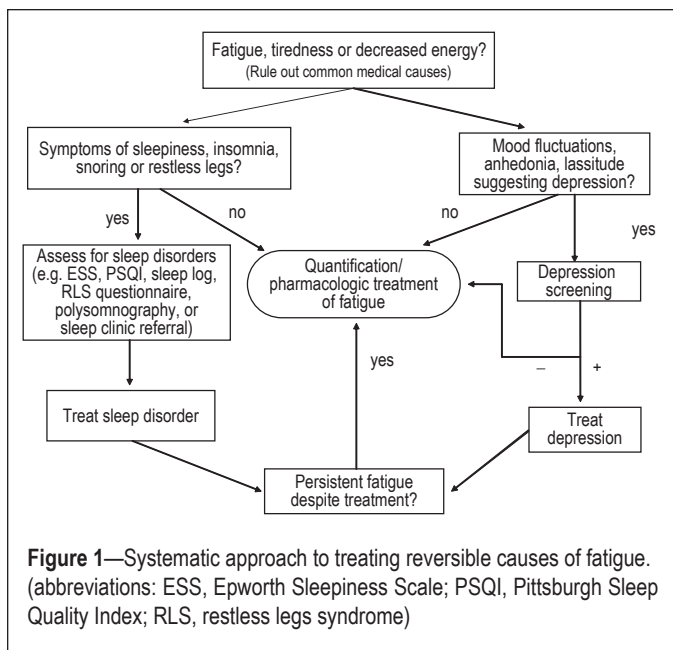 Fatigue, tiredness or decreased energy?
(Rule out common medical causes)
Symptoms of sleepiness, insomnia,
snoring or restless legs?
Mood fluctuations,
anhedonia, lassitude
suggesting depression?
yes
no
no
yes
Assess for sleep disorders
(e.g. ESS, PSQI, sleep log,
RLS questionnaire,
polysomnography, or
sleep clinic referral)
Quantification/
pharmacologic treatment
of fatigue
Depression
screening
yes
– +
Treat sleep disorder
Treat
depression
Persistent fatigue
despite treatment?
Figure 1—Systematic approach to treating reversible causes of fatigue.
(abbreviations: ESS, Epworth Sleepiness Scale; PSQI, Pittsburgh Sleep
Quality Index; RLS, restless legs syndrome)